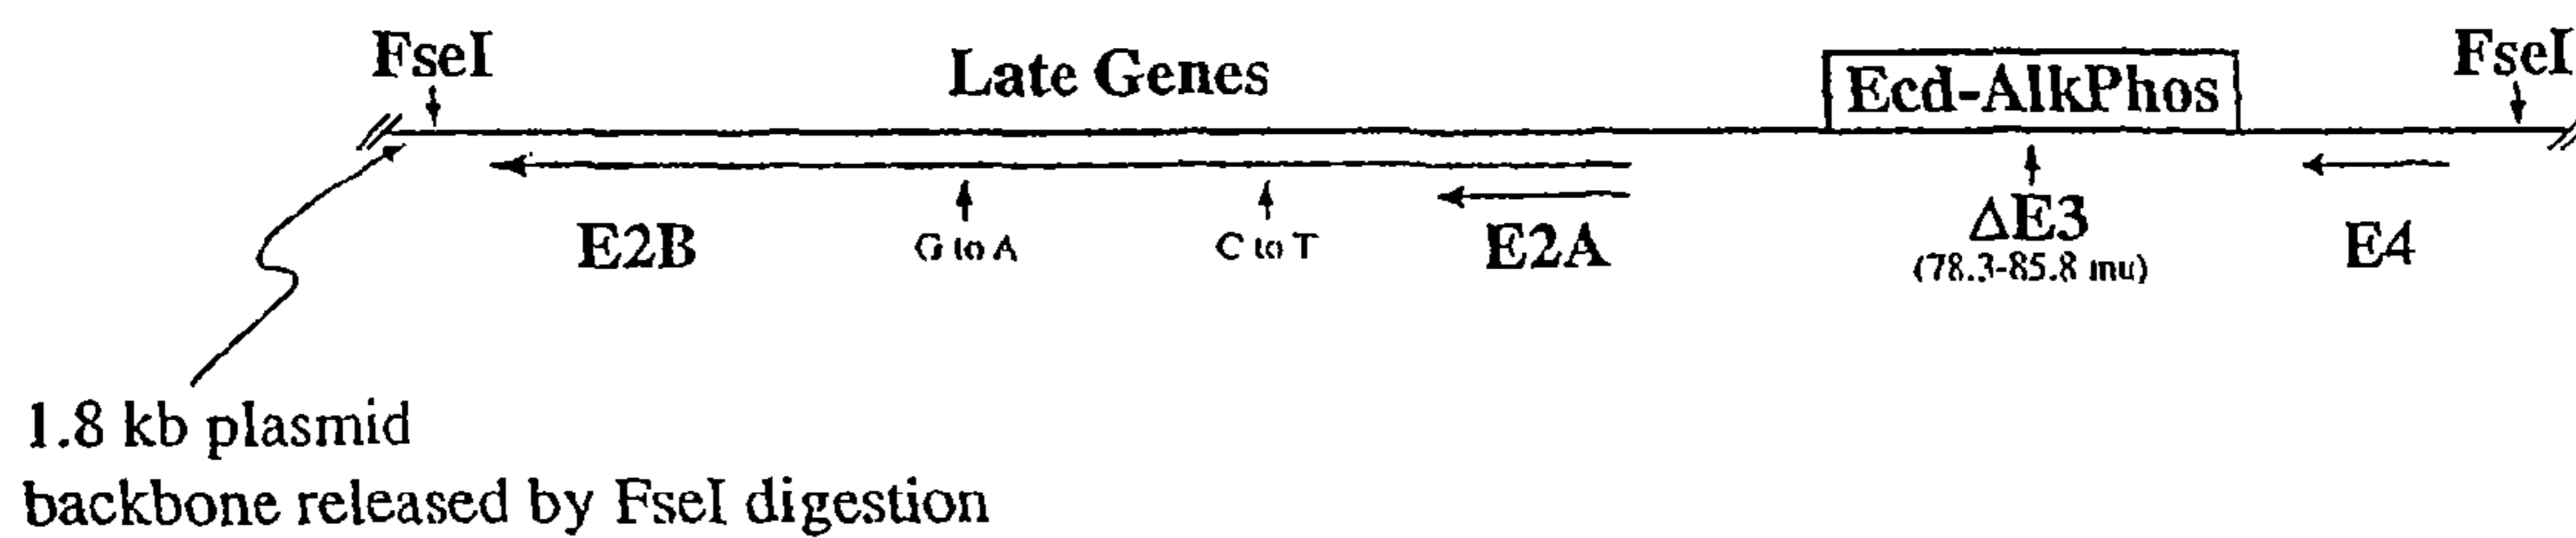 FseI
Late Genes
Ecd-AlkPhos
FseI
E2B
G to A
C to T
E2A
ΔE3
(78.3-85.8 mu)
E4
1.8 kb plasmid
backbone released by FseI digestion